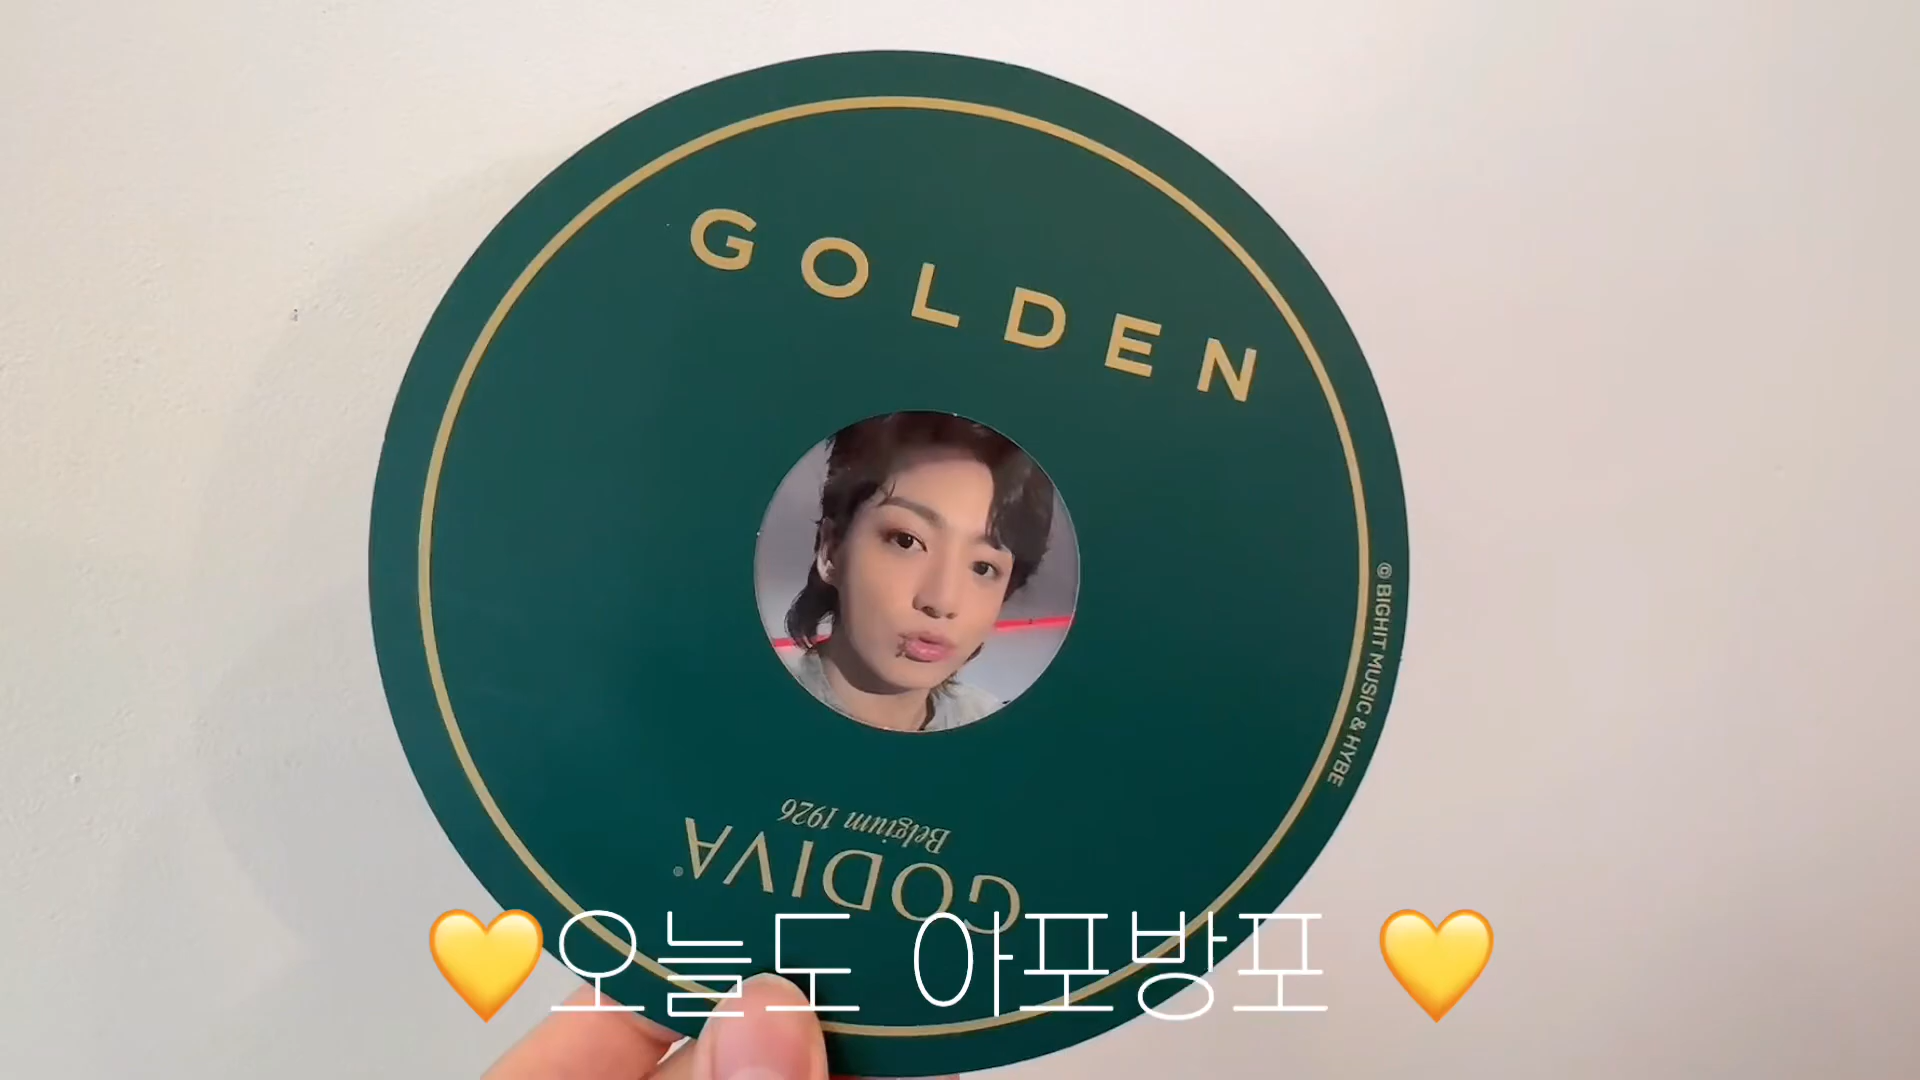 GOLDEN
© BIGHIT MUSIC & HYBE
GODIVA®
Belgium 1926
💛오늘도 아포방포 💛